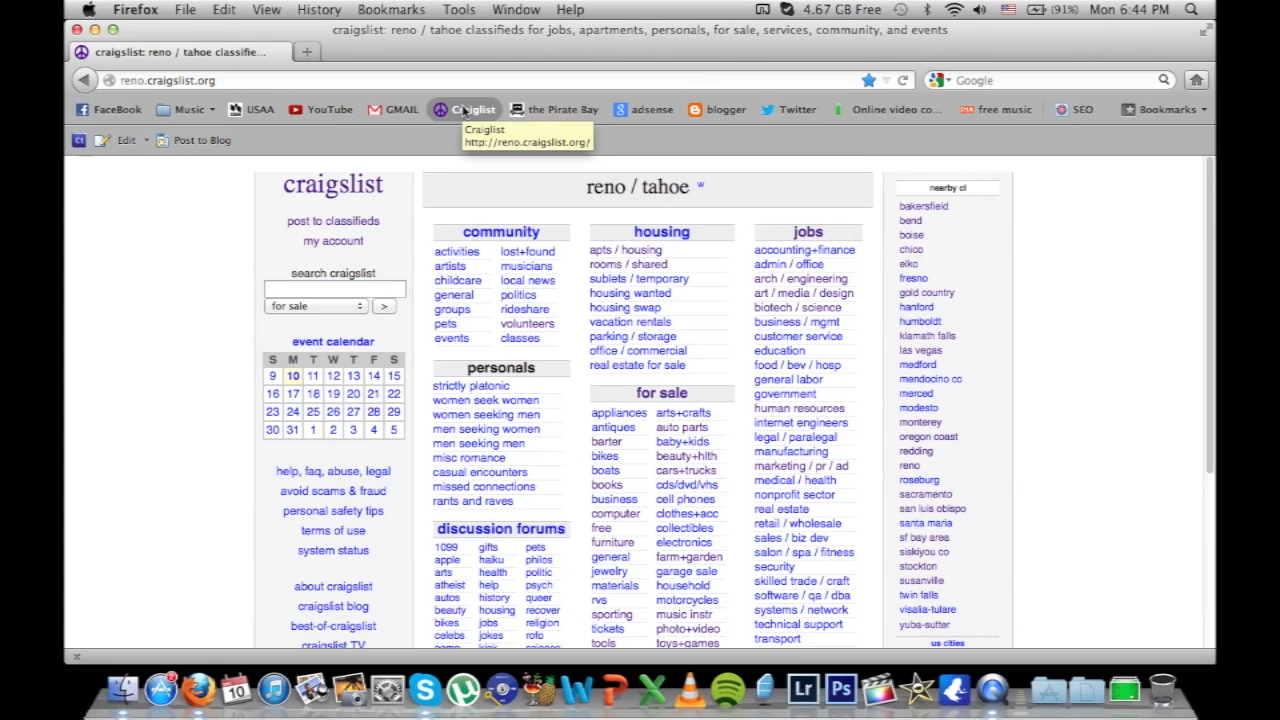 Firefox File Edit View History Bookmarks Tools Window Help 4.67 GB Free (91%) Mon 6:44 PM
craigslist: reno / tahoe classifieds for jobs, apartments, personals, for sale, services, community, and events
craigslist: reno / tahoe classifie... +
reno.craigslist.org Google
FaceBook Music USAA YouTube GMAIL Craiglist the Pirate Bay adsense blogger Twitter Online video co... free music SEO Bookmarks
Craiglist
http://reno.craigslist.org/
Edit Post to Blog
craigslist
post to classifieds
my account
search craigslist
for sale >
event calendar
S M T W T F S
9 10 11 12 13 14 15
16 17 18 19 20 21 22
23 24 25 26 27 28 29
30 31 1 2 3 4 5
help, faq, abuse, legal
avoid scams & fraud
personal safety tips
terms of use
system status
about craigslist
craigslist blog
best-of-craigslist
craigslist TV
reno / tahoe w
community
activities lost+found
artists musicians
childcare local news
general politics
groups rideshare
pets volunteers
events classes
personals
strictly platonic
women seek women
women seeking men
men seeking women
men seeking men
misc romance
casual encounters
missed connections
rants and raves
discussion forums
1099 gifts pets
apple haiku philos
arts health politic
atheist help psych
autos history queer
beauty housing recover
bikes jobs religion
celebs jokes rofo
housing
apts / housing
rooms / shared
sublets / temporary
housing wanted
housing swap
vacation rentals
parking / storage
office / commercial
real estate for sale
for sale
appliances arts+crafts
antiques auto parts
barter baby+kids
bikes beauty+hlth
boats cars+trucks
books cds/dvd/vhs
business cell phones
computer clothes+acc
free collectibles
furniture electronics
general farm+garden
jewelry garage sale
materials household
rvs motorcycles
sporting music instr
tickets photo+video
tools toys+games
jobs
accounting+finance
admin / office
arch / engineering
art / media / design
biotech / science
business / mgmt
customer service
education
food / bev / hosp
general labor
government
human resources
internet engineers
legal / paralegal
manufacturing
marketing / pr / ad
medical / health
nonprofit sector
real estate
retail / wholesale
sales / biz dev
salon / spa / fitness
security
skilled trade / craft
software / qa / dba
systems / network
technical support
transport
nearby cl
bakersfield
bend
boise
chico
elko
fresno
gold country
hanford
humboldt
klamath falls
las vegas
medford
mendocino co
merced
modesto
monterey
oregon coast
redding
reno
roseburg
sacramento
san luis obispo
santa maria
sf bay area
siskiyou co
stockton
susanville
twin falls
visalia-tulare
yuba-sutter
us cities
10 Lr Ps